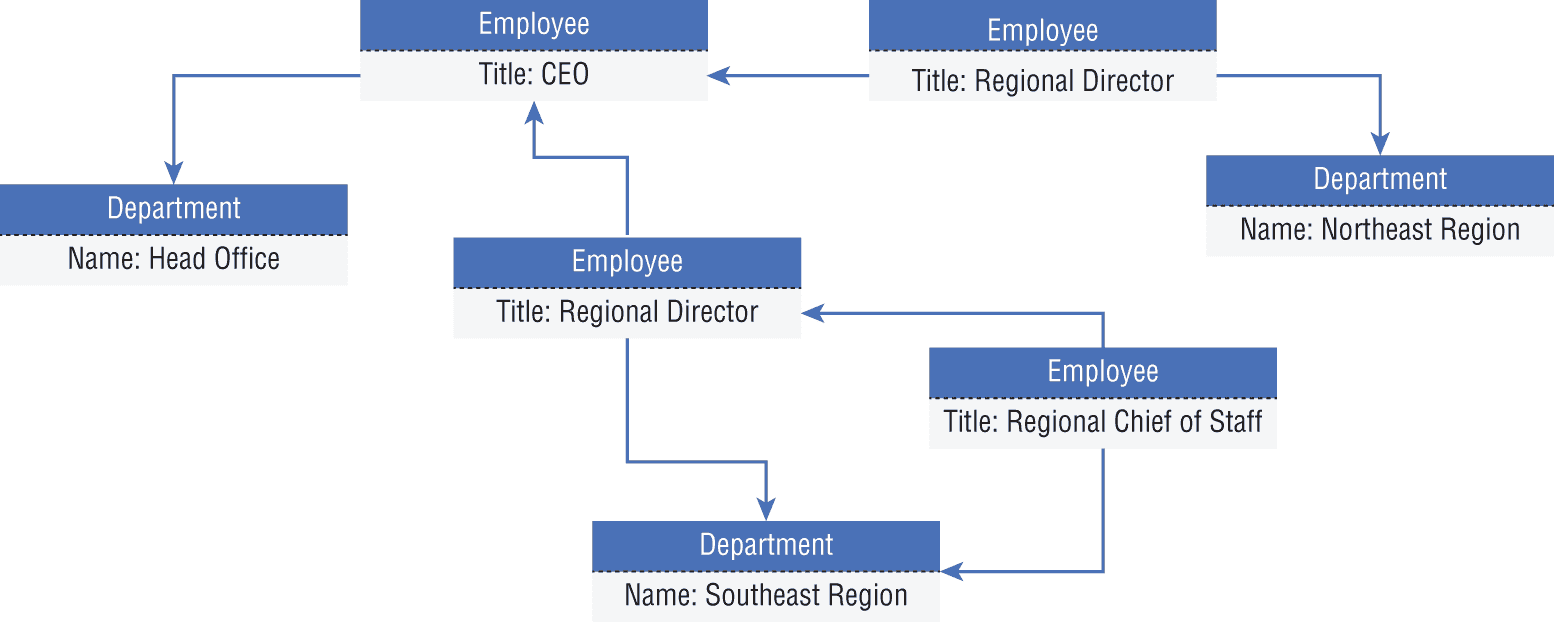 Employee
Title: CEO
Employee
Title: Regional Director
Department
Name: Northeast Region
Department
Name: Head Office
Employee
Title: Regional Director
Employee
Title: Regional Chief of Staff
Department
Name: Southeast Region